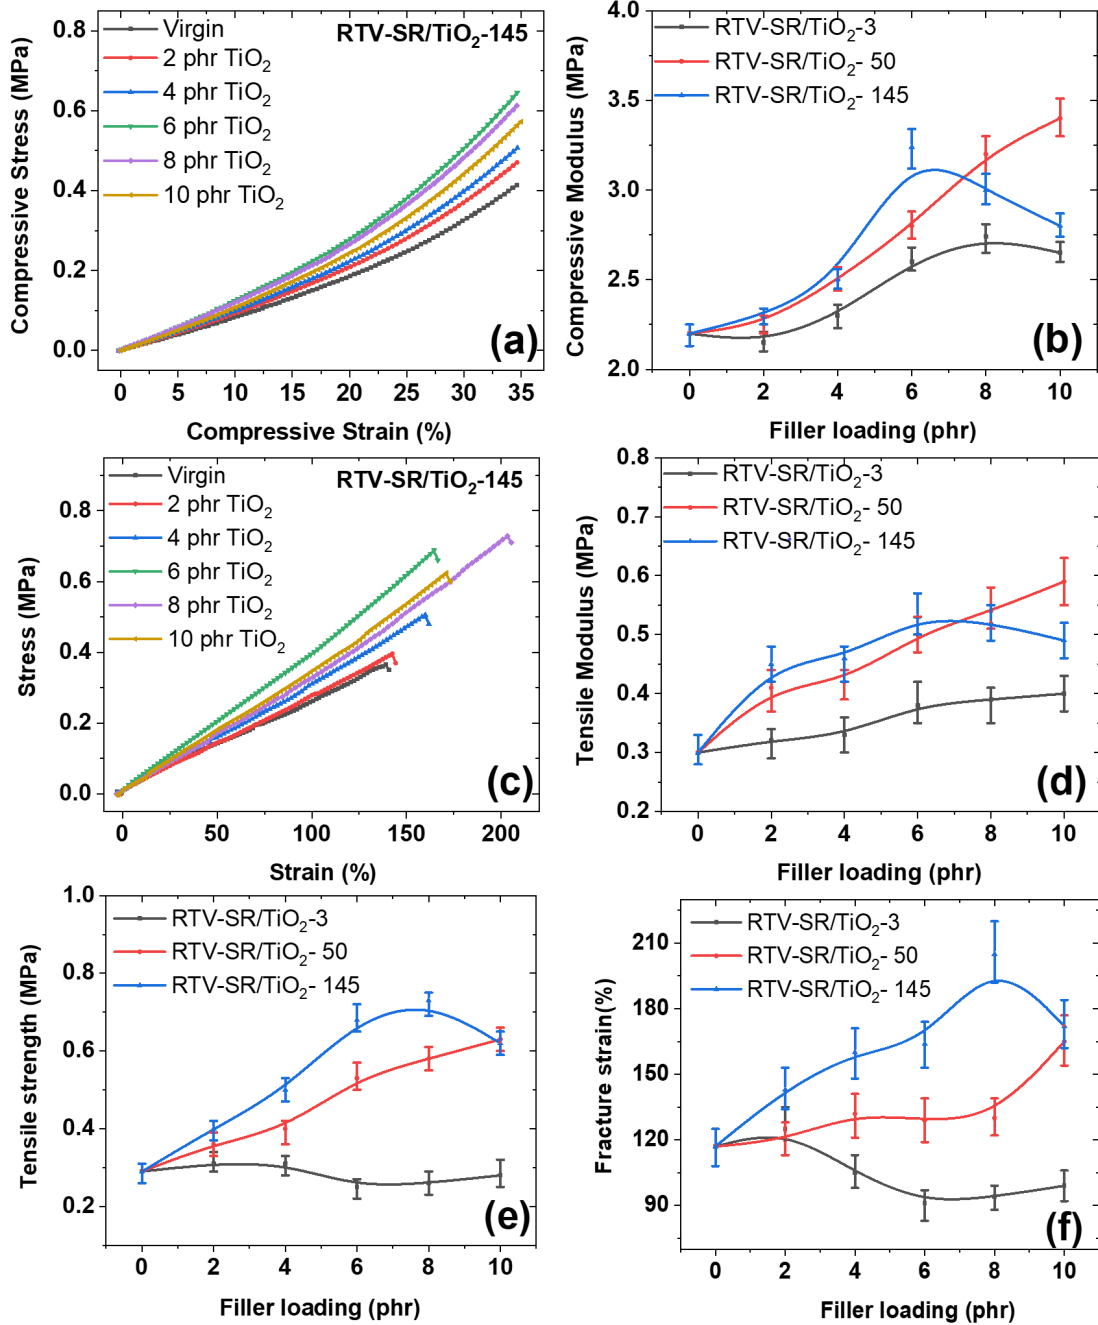 Compressive Stress (MPa)
0.8
0.6
0.4
0.2
0.0
Virgin
2 phr TiO₂
4 phr TiO₂
6 phr TiO₂
8 phr TiO₂
10 phr TiO₂
RTV-SR/TiO₂-145
(a)
0 5 10 15 20 25 30 35
Compressive Strain (%)
Compressive Modulus (MPa)
4.0
3.5
3.0
2.5
2.0
RTV-SR/TiO₂-3
RTV-SR/TiO₂- 50
RTV-SR/TiO₂- 145
(b)
0 2 4 6 8 10
Filler loading (phr)
Stress (MPa)
0.8
0.6
0.4
0.2
0.0
Virgin
2 phr TiO₂
4 phr TiO₂
6 phr TiO₂
8 phr TiO₂
10 phr TiO₂
RTV-SR/TiO₂-145
(c)
0 50 100 150 200
Strain (%)
Tensile Modulus (MPa)
0.8
0.7
0.6
0.5
0.4
0.3
0.2
RTV-SR/TiO₂-3
RTV-SR/TiO₂- 50
RTV-SR/TiO₂- 145
(d)
0 2 4 6 8 10
Filler loading (phr)
Tensile strength (MPa)
1.0
0.8
0.6
0.4
0.2
RTV-SR/TiO₂-3
RTV-SR/TiO₂- 50
RTV-SR/TiO₂- 145
(e)
0 2 4 6 8 10
Filler loading (phr)
Fracture strain(%)
210
180
150
120
90
RTV-SR/TiO₂-3
RTV-SR/TiO₂- 50
RTV-SR/TiO₂- 145
(f)
0 2 4 6 8 10
Filler loading (phr)